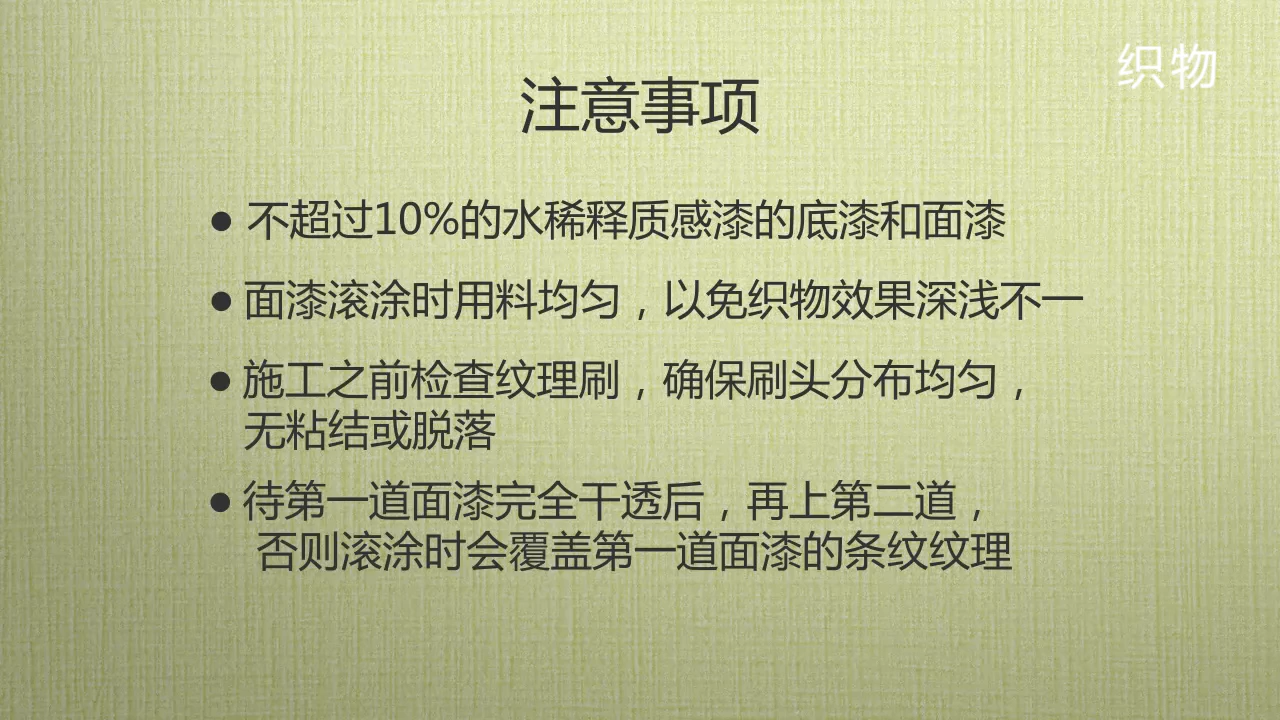 织物
注意事项
● 不超过10%的水稀释质感漆的底漆和面漆
● 面漆滚涂时用料均匀，以免织物效果深浅不一
● 施工之前检查纹理刷，确保刷头分布均匀，
无粘结或脱落
● 待第一道面漆完全干透后，再上第二道，
否则滚涂时会覆盖第一道面漆的条纹纹理